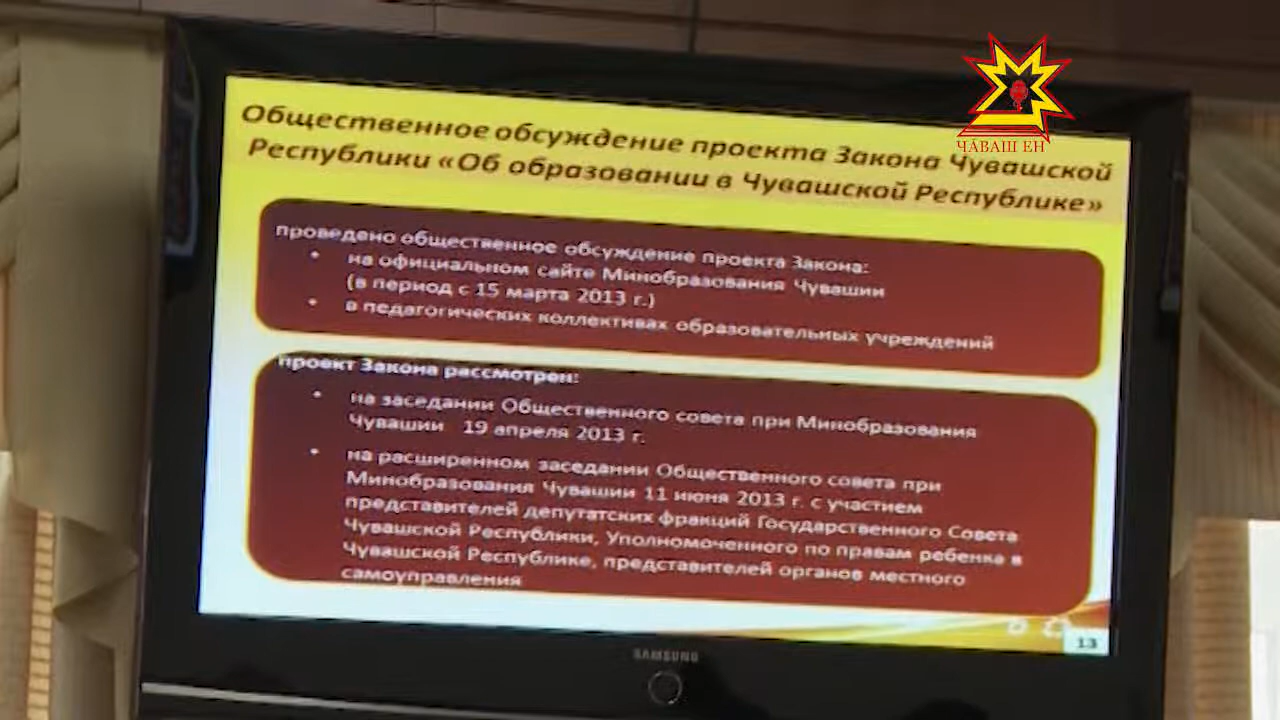 ЧĂВАШ ЕН
Общественное обсуждение проекта Закона Чувашской
Республики «Об образовании в Чувашской Республике»
проведено общественное обсуждение проекта Закона:
• на официальном сайте Минобразования Чувашии
(в период с 15 марта 2013 г.)
• в педагогических коллективах образовательных учреждений
проект Закона рассмотрен:
• на заседании Общественного совета при Минобразования
Чувашии 19 апреля 2013 г.
• на расширенном заседании Общественного совета при
Минобразования Чувашии 11 июня 2013 г. с участием
представителей депутатских фракций Государственного Совета
Чувашской Республики, Уполномоченного по правам ребенка в
Чувашской Республике, представителей органов местного
самоуправления
13
SAMSUNG